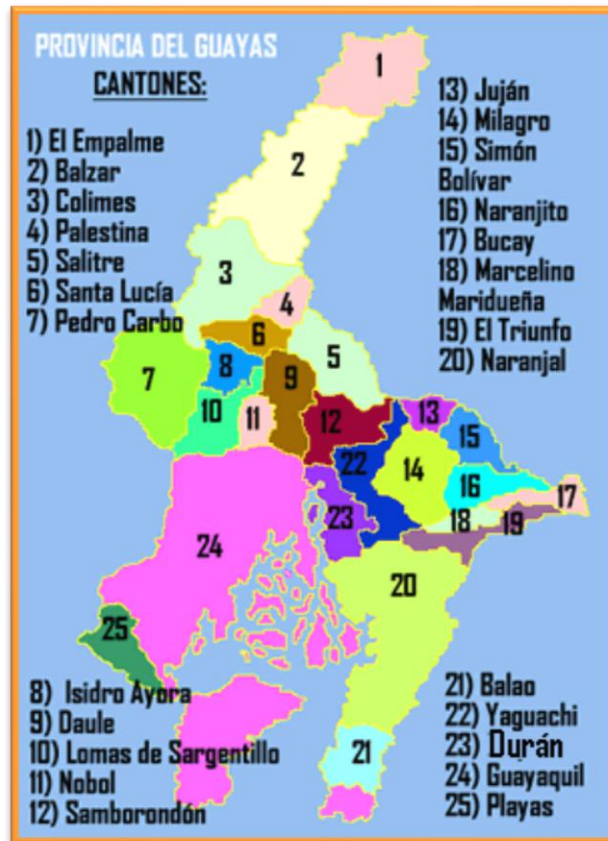 PROVINCIA DEL GUAYAS
CANTONES:
1) El Empalme
2) Balzar
3) Colimes
4) Palestina
5) Salitre
6) Santa Lucía
7) Pedro Carbo
13) Juján
14) Milagro
15) Simón
Bolívar
16) Naranjito
17) Bucay
18) Marcelino
Maridueña
19) El Triunfo
20) Naranjal
1
2
3
4
6
5
7
8
9
10
11
12
13
22
14
15
16
17
18
19
23
24
20
25
21
8) Isidro Ayora
9) Daule
10) Lomas de Sargentillo
11) Nobol
12) Samborondón
21) Balao
22) Yaguachi
23) Durán
24) Guayaquil
25) Playas